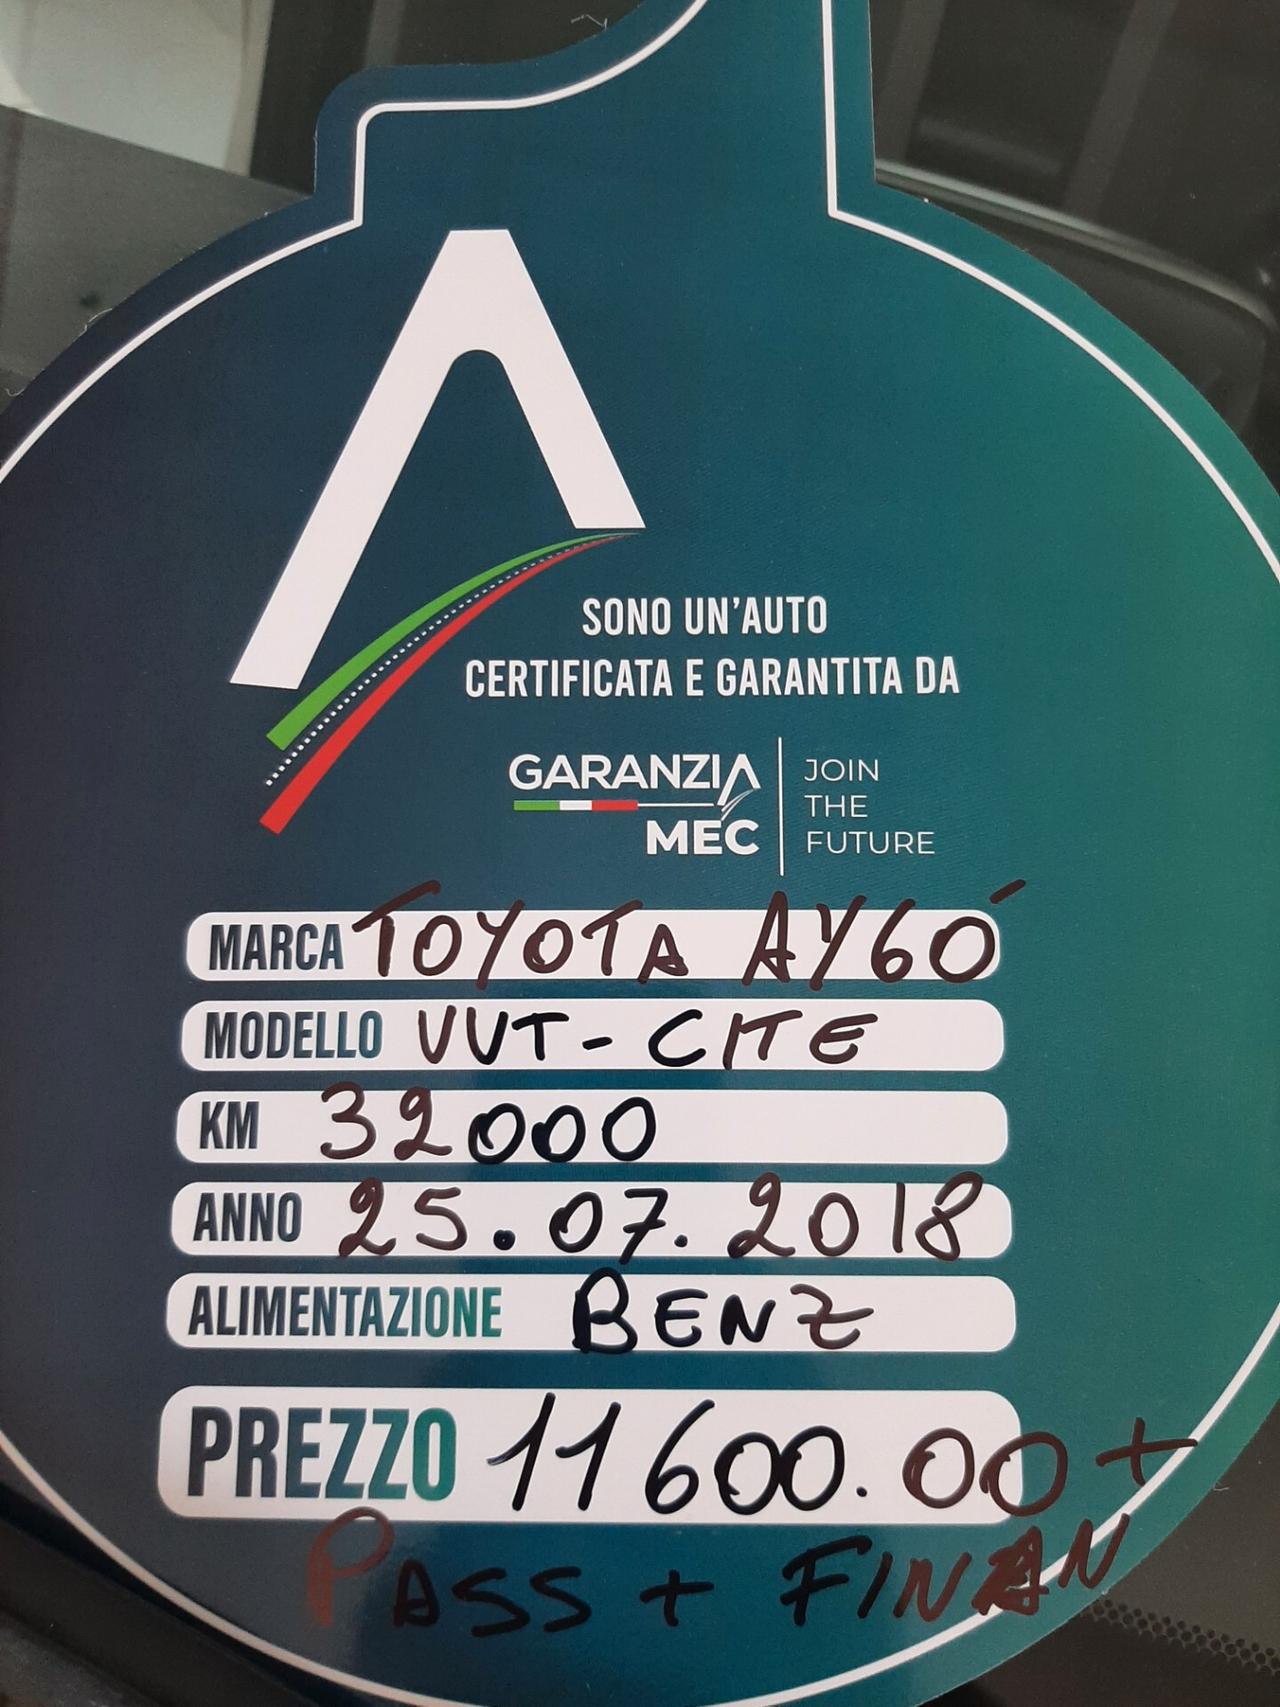 SONO UN'AUTO
CERTIFICATA E GARANTITA DA
GARANZIA
MEC
JOIN
THE
FUTURE
MARCA TOYOTA AYGO
MODELLO VVT-CITE
KM 32000
ANNO 25.07.2018
ALIMENTAZIONE BENZ
PREZZO 11600.00 +
PASS + FINAN